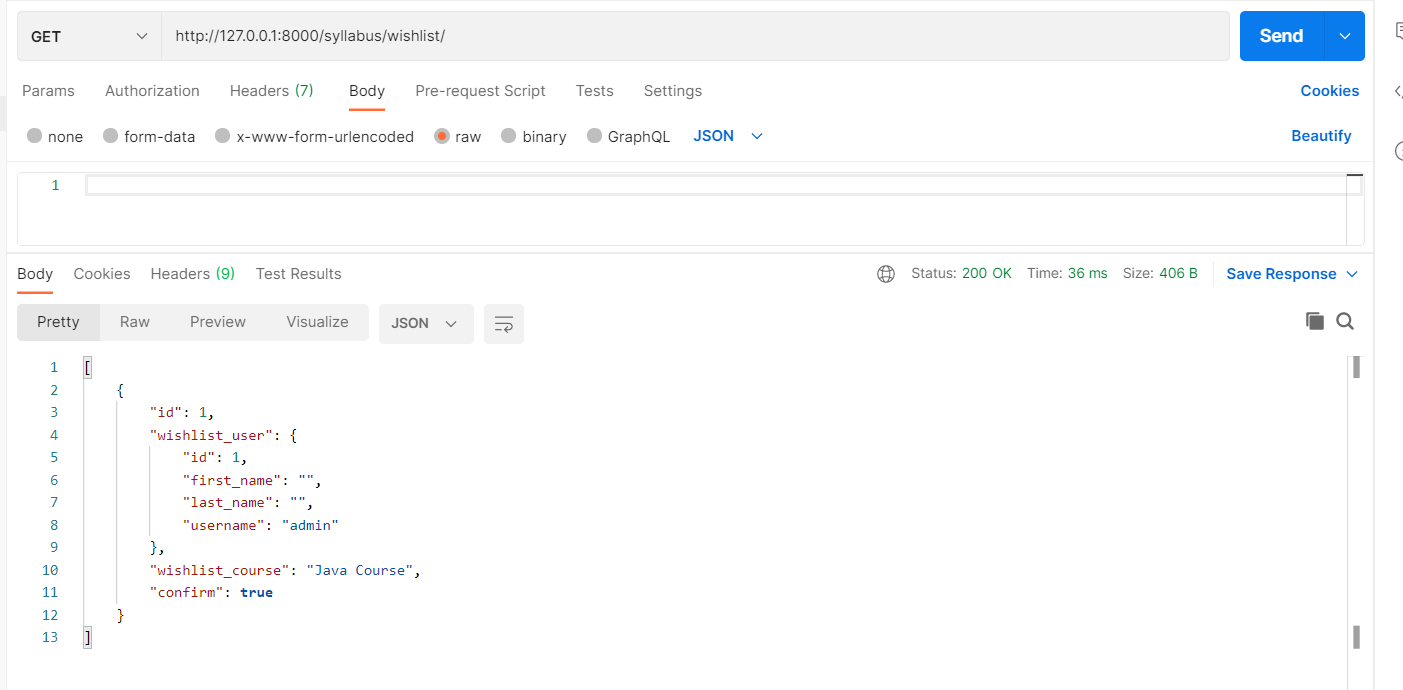 GET http://127.0.0.1:8000/syllabus/wishlist/ Send
Params Authorization Headers (7) Body Pre-request Script Tests Settings Cookies
none form-data x-www-form-urlencoded raw binary GraphQL JSON Beautify
1
Body Cookies Headers (9) Test Results Status: 200 OK Time: 36 ms Size: 406 B Save Response
Pretty Raw Preview Visualize JSON
1 [
2 {
3 "id": 1,
4 "wishlist_user": {
5 "id": 1,
6 "first_name": "",
7 "last_name": "",
8 "username": "admin"
9 },
10 "wishlist_course": "Java Course",
11 "confirm": true
12 }
13 ]